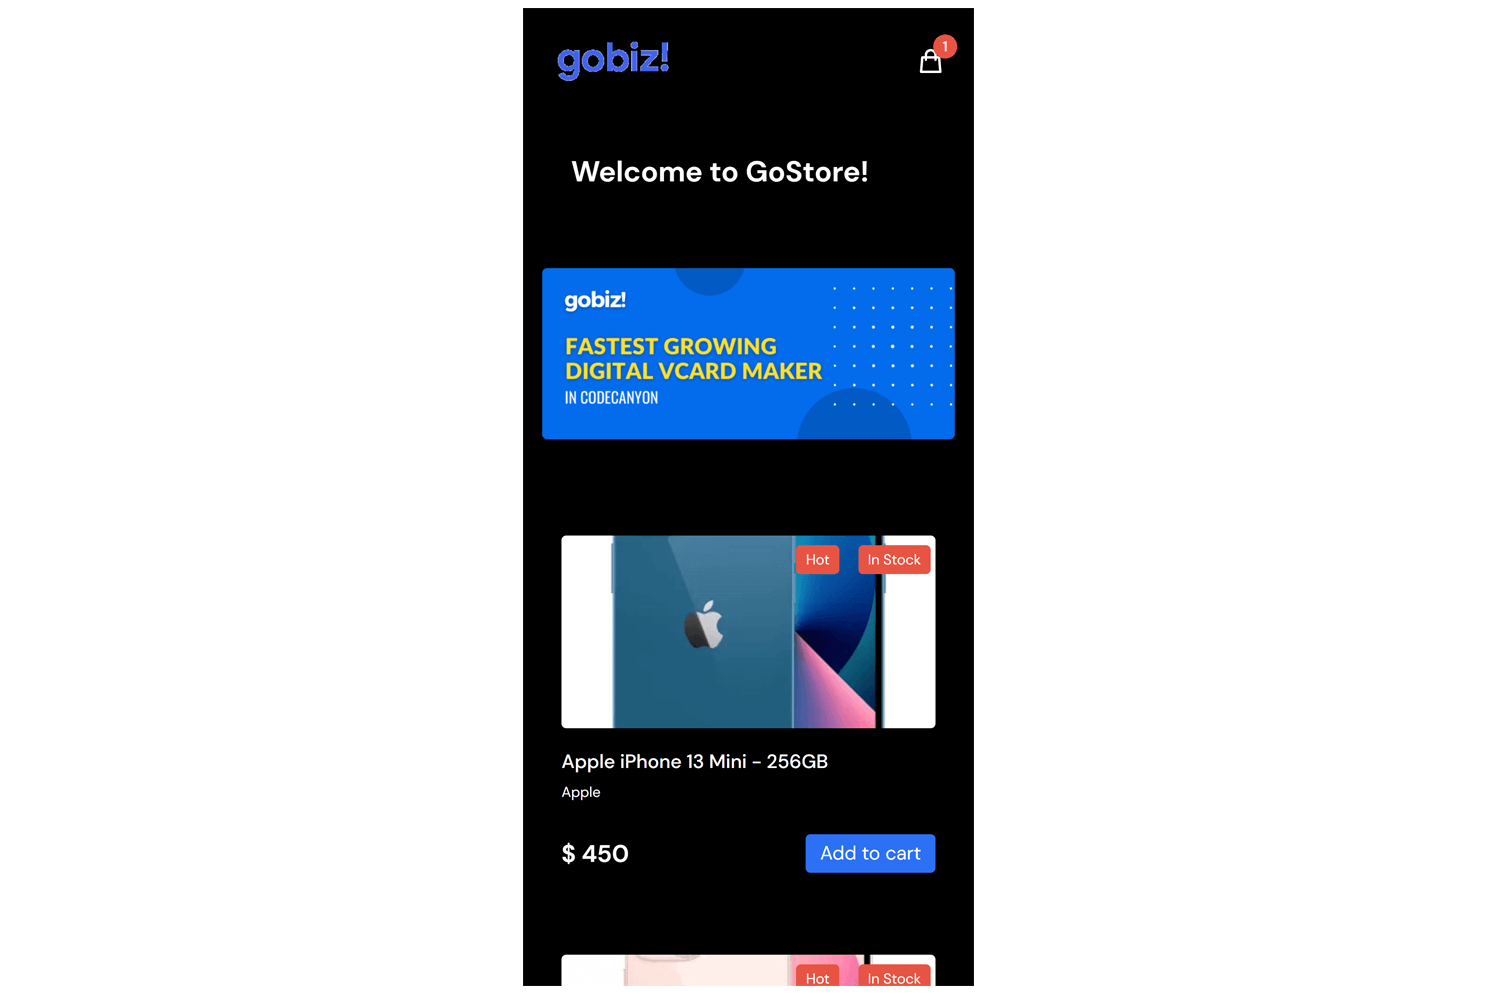 gobiz!
1
Welcome to GoStore!
gobiz!
FASTEST GROWING
DIGITAL VCARD MAKER
IN CODECANYON
Hot
In Stock
Apple iPhone 13 Mini - 256GB
Apple
$ 450
Add to cart
Hot
In Stock